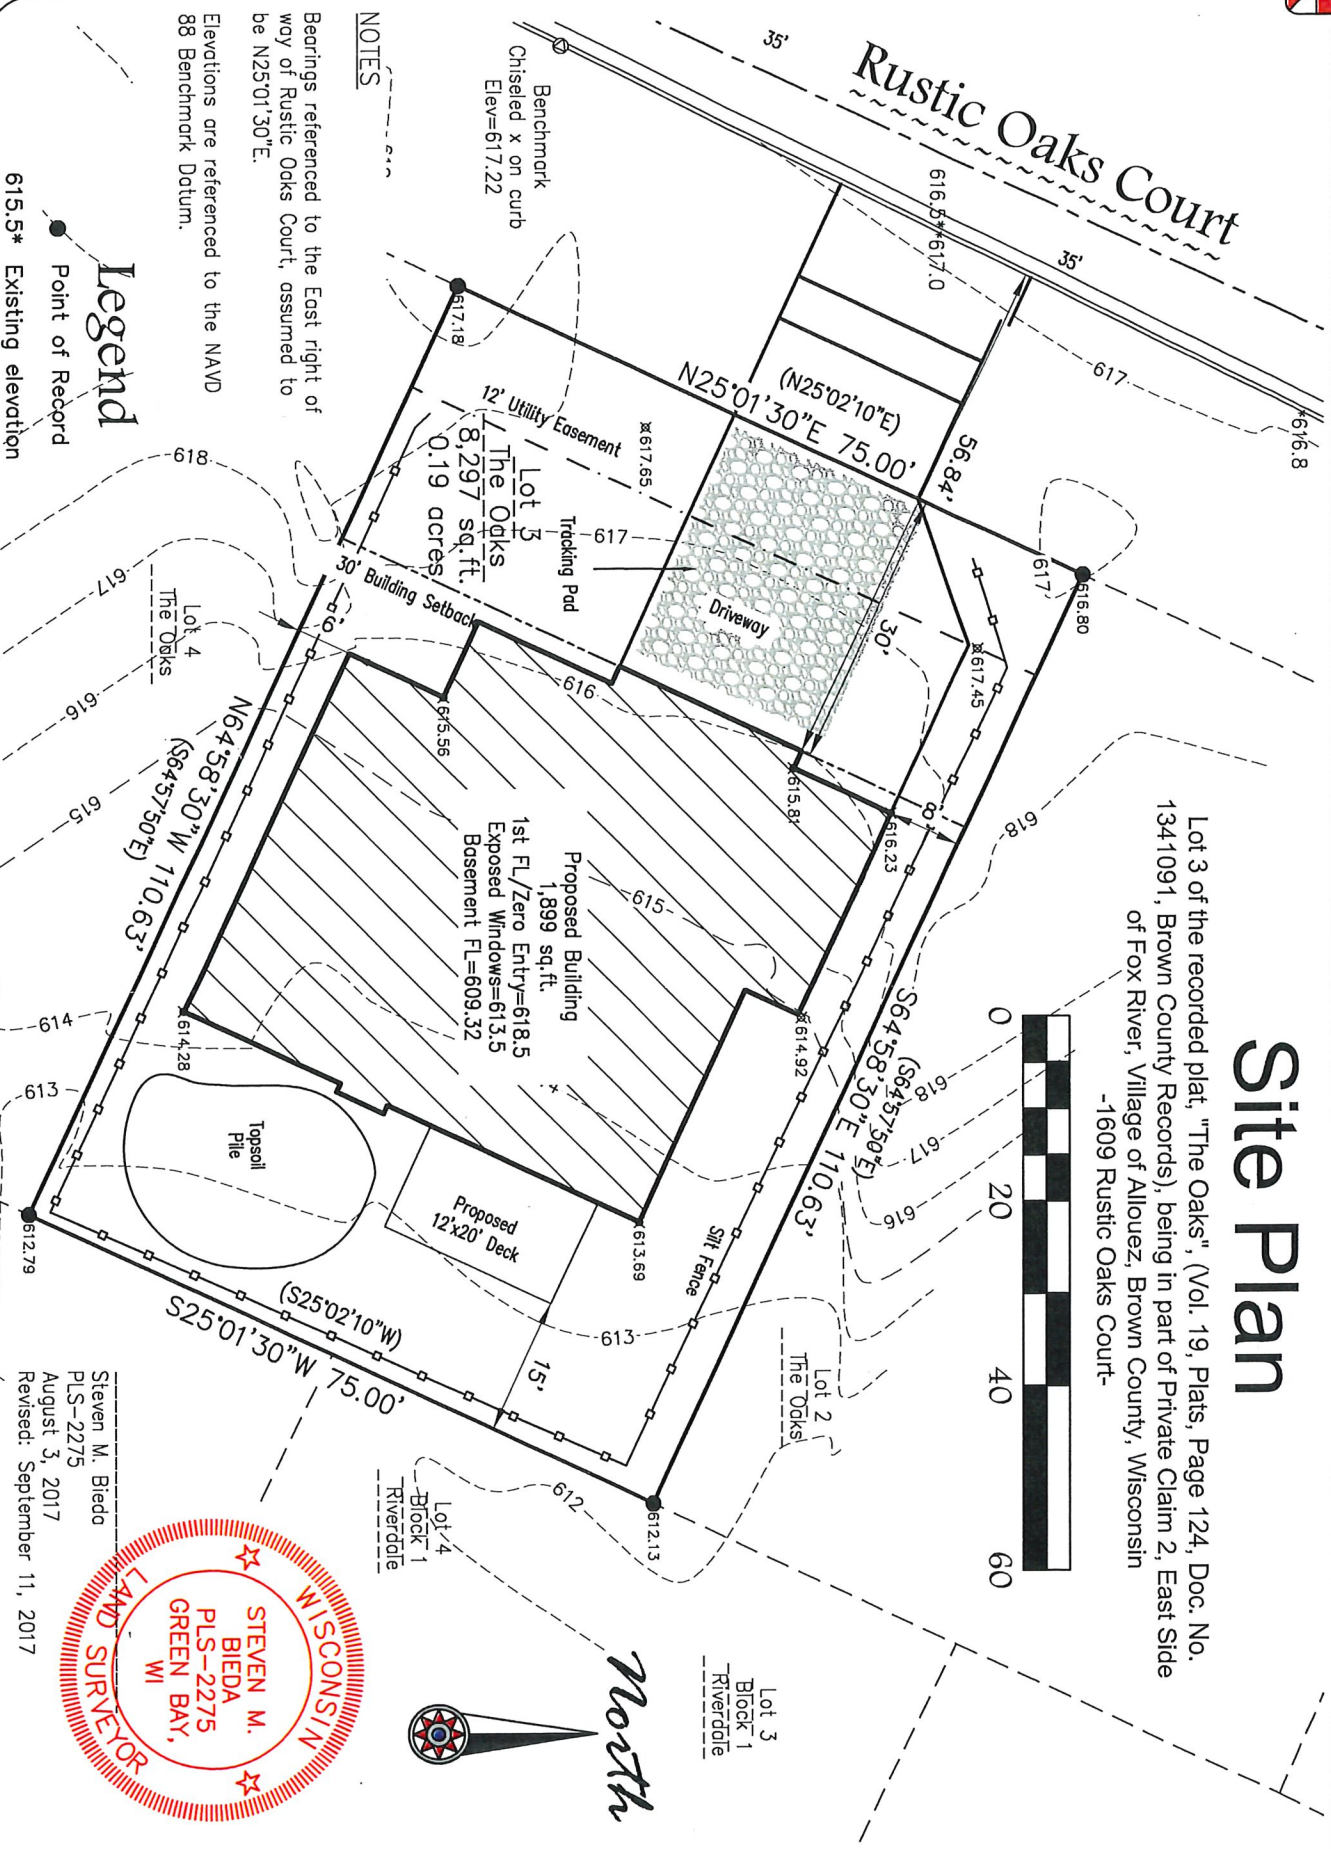 Site Plan
Lot 3 of the recorded plat, "The Oaks", (Vol. 19, Plats, Page 124, Doc. No.
1341091, Brown County Records), being in part of Private Claim 2, East Side
of Fox River, Village of Allouez, Brown County, Wisconsin
-1609 Rustic Oaks Court-
0 20 40 60
Rustic Oaks Court
35'
35'
616.5* *617.0
*616.8
617
Benchmark
Chiseled x on curb
Elev=617.22
NOTES
Bearings referenced to the East right of
way of Rustic Oaks Court, assumed to
be N25°01'30"E.
Elevations are referenced to the NAVD
88 Benchmark Datum.
Legend
Point of Record
615.5* Existing elevation
617.18
(N25°02'10"E)
N25°01'30"E 75.00'
56.84'
616.80
617
12' Utility Easement
617.65
617.45
Lot 3
The Oaks
8,297 sq.ft.
0.19 acres
Tracking Pad
617
Driveway
30'
30' Building Setback
6'
8'
616
615.56
615.81
616.23
618
618
617
616
615
614
613
Lot 4
The Oaks
N64°58'30"W 110.63'
(S64°57'50"E)
Proposed Building
1,899 sq.ft.
1st FL/Zero Entry=618.5
Exposed Windows=613.5
Basement FL=609.32
615
614.92
614.28
613.69
(S64°57'50"E)
S64°58'30"E 110.63'
618
617
616
Silt Fence
Topsoil
Pile
Proposed
12'x20' Deck
15'
613
612.79
(S25°02'10"W)
S25°01'30"W 75.00'
612
612.13
Lot 2
The Oaks
Lot 4
Block 1
Riverdale
Lot 3
Block 1
Riverdale
North
Steven M. Bieda
PLS-2275
August 3, 2017
Revised: September 11, 2017
WISCONSIN
STEVEN M.
BIEDA
PLS-2275
GREEN BAY,
WI
LAND SURVEYOR